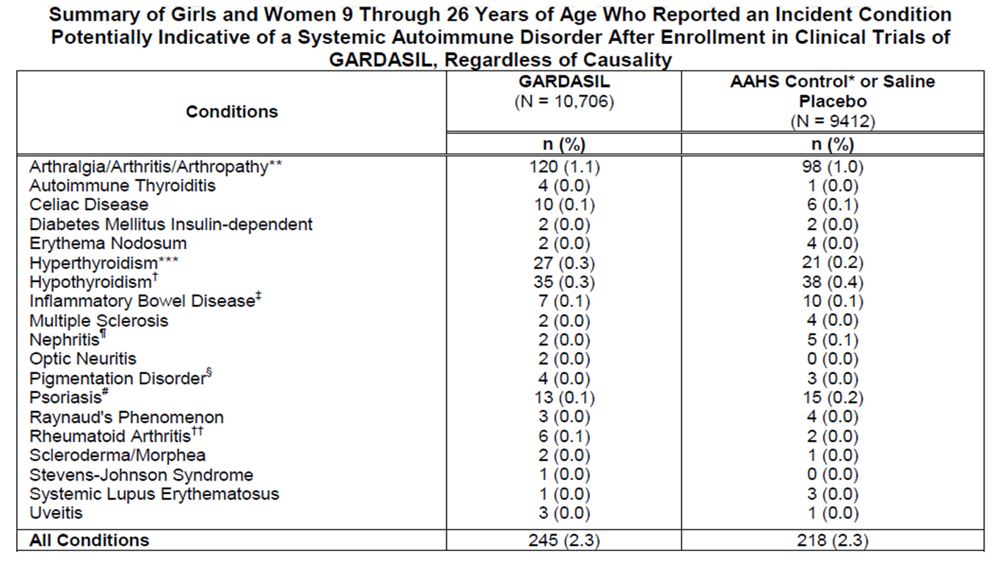 Summary of Girls and Women 9 Through 26 Years of Age Who Reported an Incident Condition
Potentially Indicative of a Systemic Autoimmune Disorder After Enrollment in Clinical Trials of
GARDASIL, Regardless of Causality
Conditions GARDASIL AAHS Control* or Saline
Placebo
(N = 10,706) (N = 9412)
n (%) n (%)
Arthralgia/Arthritis/Arthropathy** 120 (1.1) 98 (1.0)
Autoimmune Thyroiditis 4 (0.0) 1 (0.0)
Celiac Disease 10 (0.1) 6 (0.1)
Diabetes Mellitus Insulin-dependent 2 (0.0) 2 (0.0)
Erythema Nodosum 2 (0.0) 4 (0.0)
Hyperthyroidism*** 27 (0.3) 21 (0.2)
Hypothyroidism† 35 (0.3) 38 (0.4)
Inflammatory Bowel Disease‡ 7 (0.1) 10 (0.1)
Multiple Sclerosis 2 (0.0) 4 (0.0)
Nephritis¶ 2 (0.0) 5 (0.1)
Optic Neuritis 2 (0.0) 0 (0.0)
Pigmentation Disorder§ 4 (0.0) 3 (0.0)
Psoriasis# 13 (0.1) 15 (0.2)
Raynaud's Phenomenon 3 (0.0) 4 (0.0)
Rheumatoid Arthritis†† 6 (0.1) 2 (0.0)
Scleroderma/Morphea 2 (0.0) 1 (0.0)
Stevens-Johnson Syndrome 1 (0.0) 0 (0.0)
Systemic Lupus Erythematosus 1 (0.0) 3 (0.0)
Uveitis 3 (0.0) 1 (0.0)
All Conditions 245 (2.3) 218 (2.3)